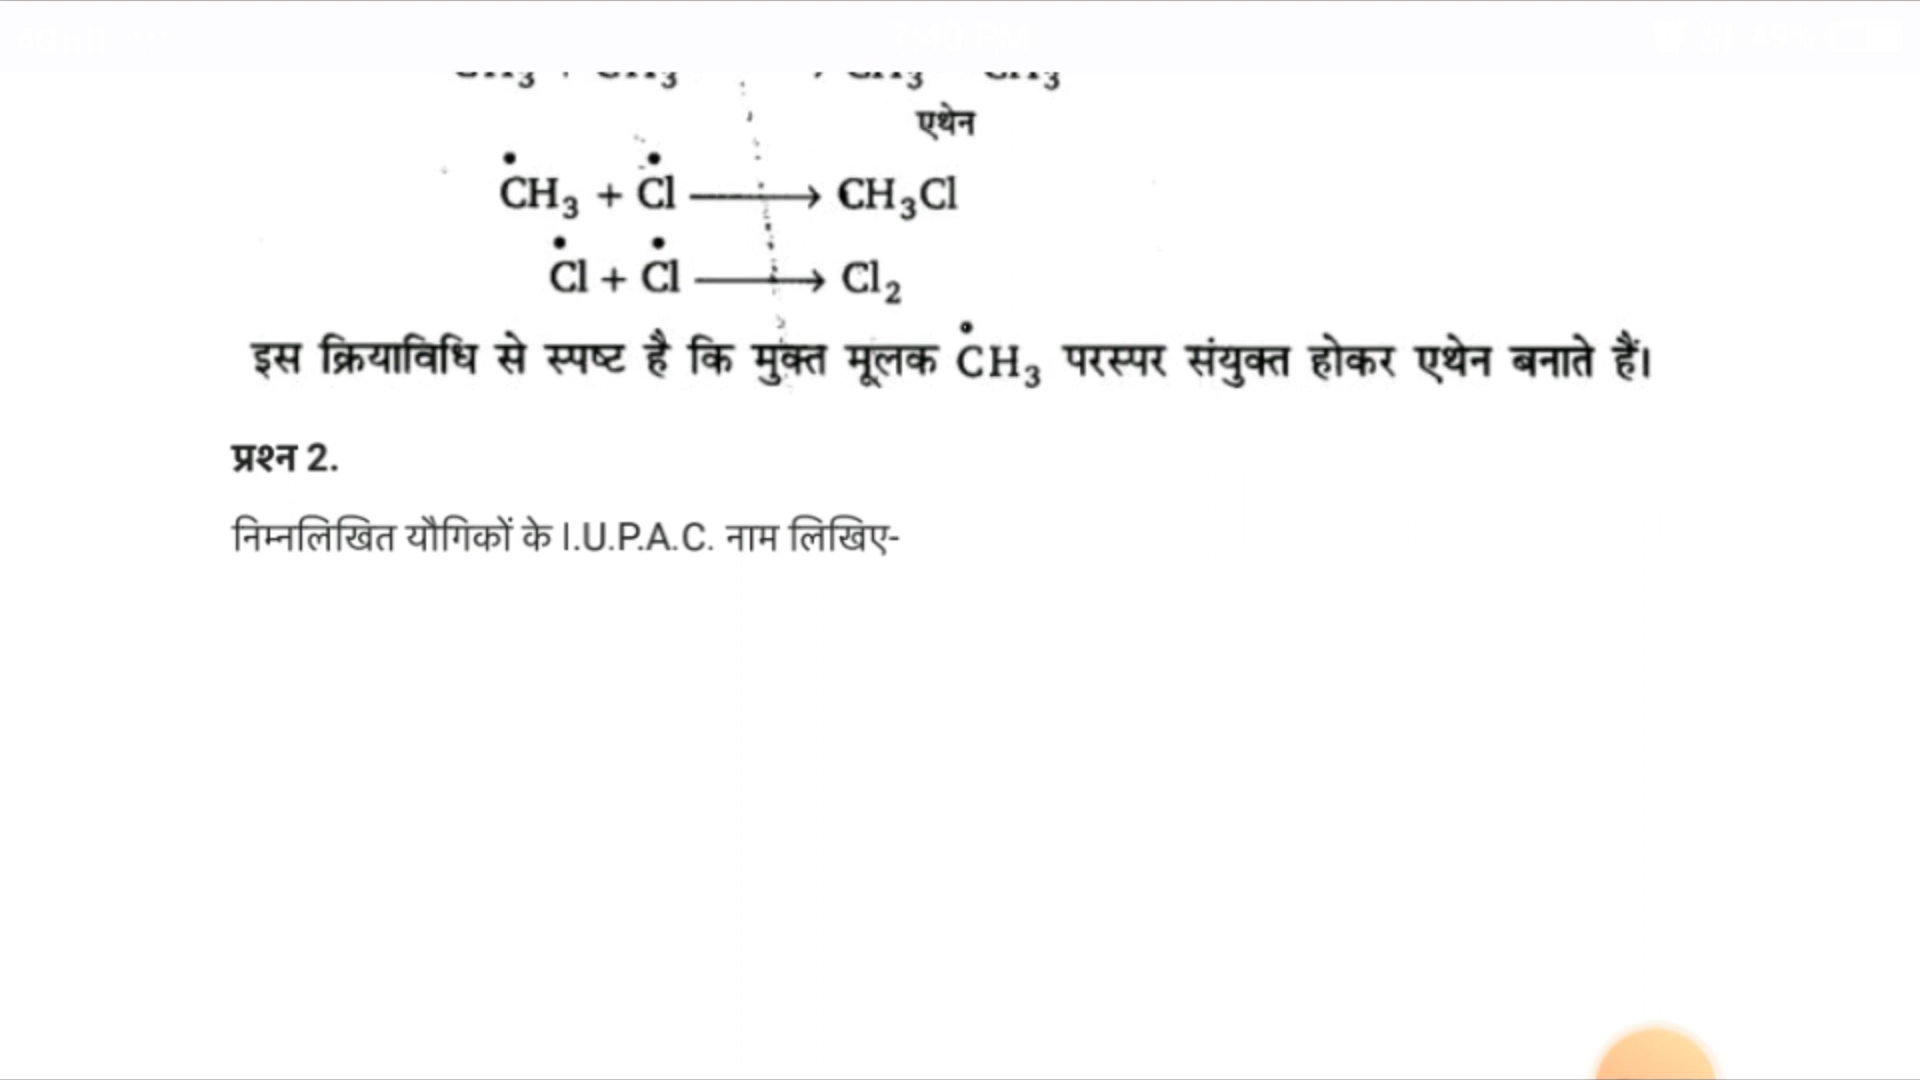 एथेन
ĊH₃ + Ċl ⟶ CH₃Cl
Ċl + Ċl ⟶ Cl₂
इस क्रियाविधि से स्पष्ट है कि मुक्त मूलक ĊH₃ परस्पर संयुक्त होकर एथेन बनाते हैं।
प्रश्न 2.
निम्नलिखित यौगिकों के I.U.P.A.C. नाम लिखिए-